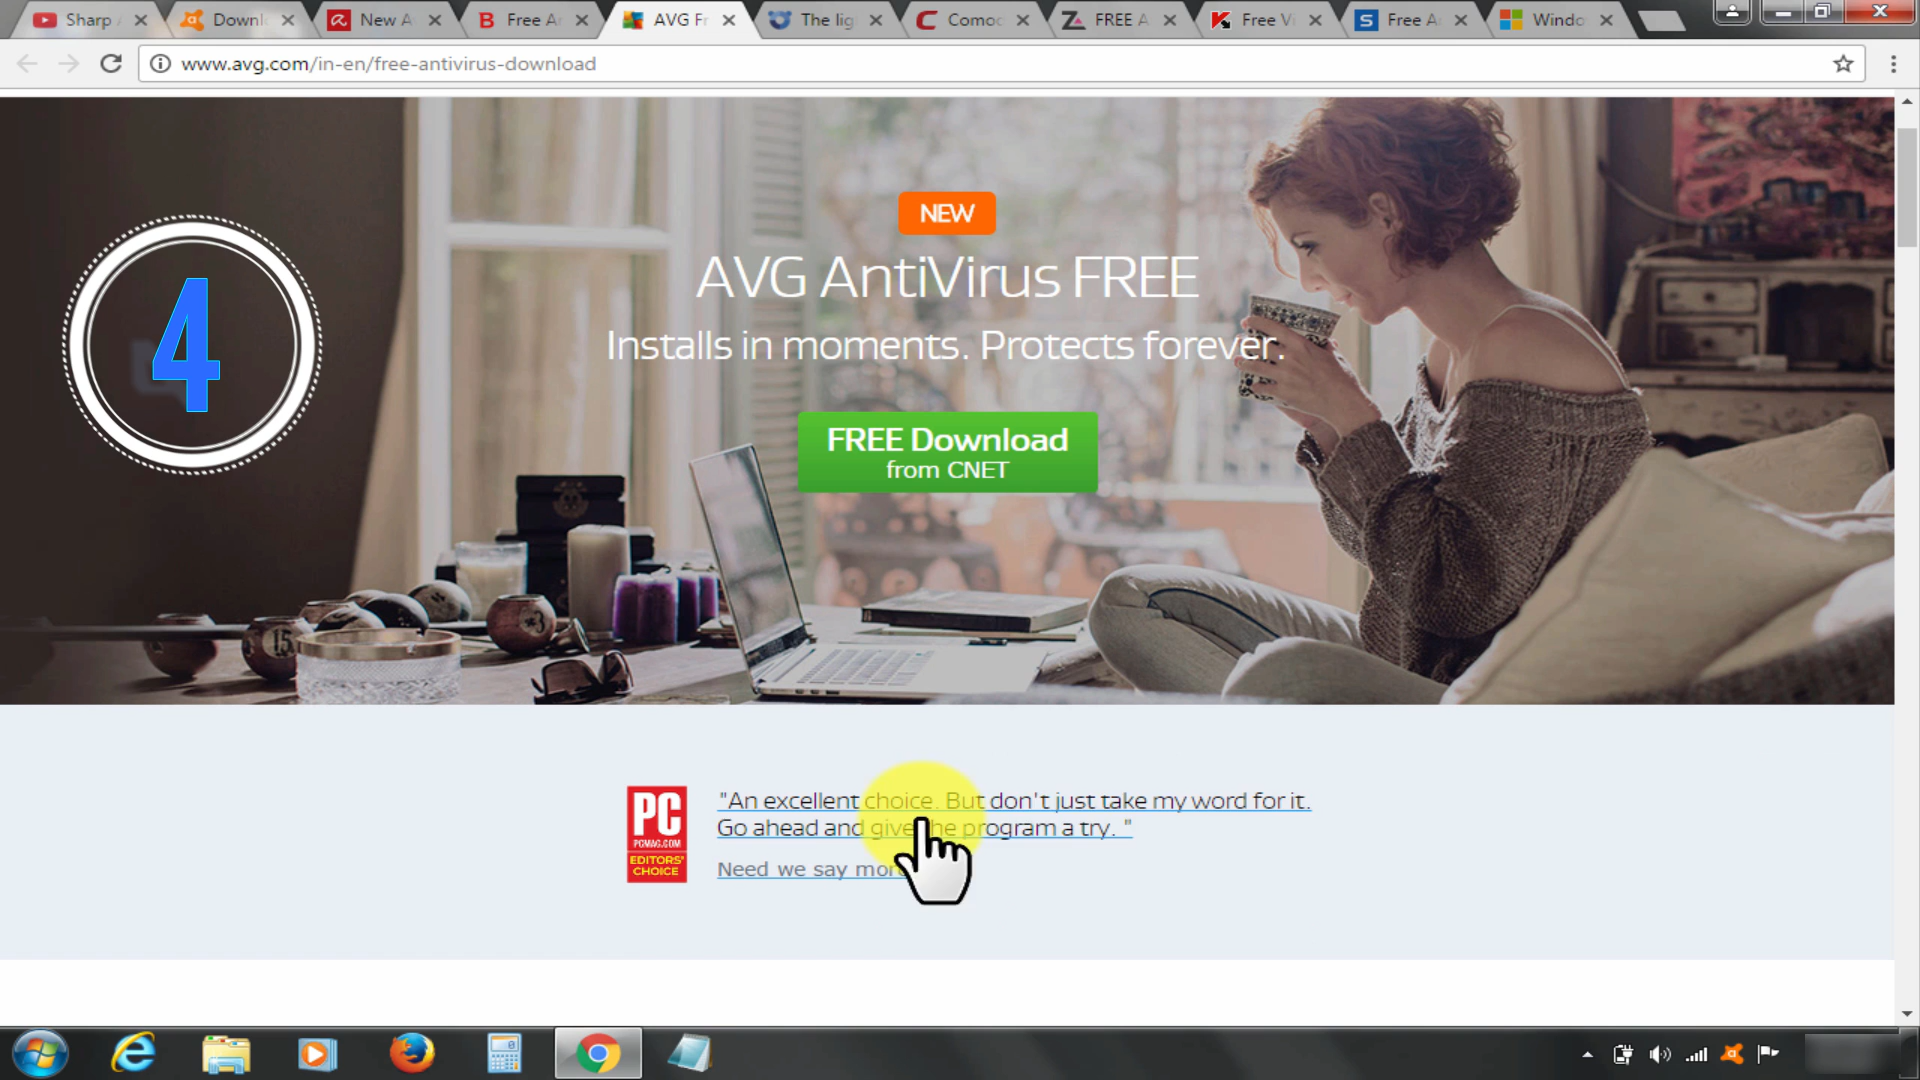 Sharp
Downl
New A
Free A
AVG Fr
The lig
Comod
FREE A
Free Vi
Free A
Windo
www.avg.com/in-en/free-antivirus-download
NEW
AVG AntiVirus FREE
Installs in moments. Protects forever.
FREE Download
from CNET
4
15
PC
PCMAG.COM
EDITORS'
CHOICE
"An excellent choice. But don't just take my word for it.
Go ahead and give the program a try. "
Need we say mor